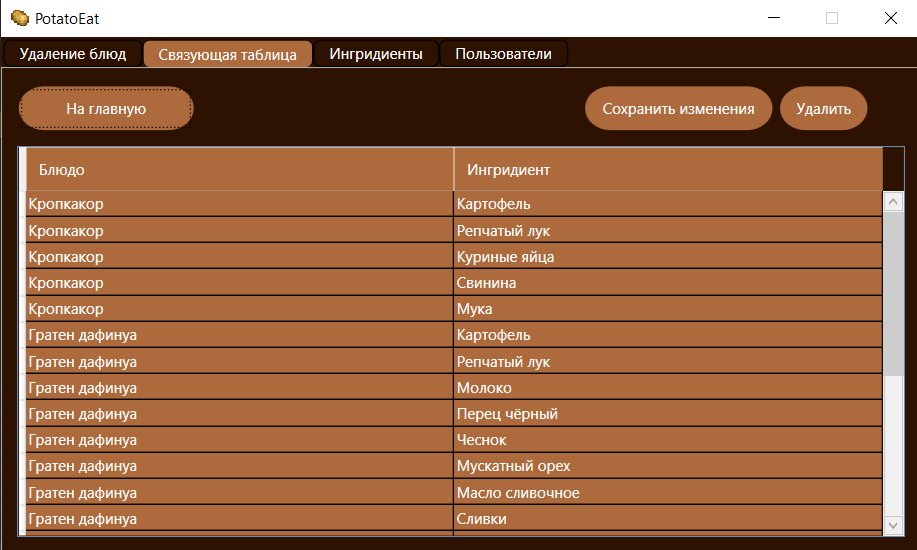 PotatoEat
Удаление блюд Связующая таблица Ингридиенты Пользователи
На главную Сохранить изменения Удалить
Блюдо Ингридиент
Кропкакор Картофель
Кропкакор Репчатый лук
Кропкакор Куриные яйца
Кропкакор Свинина
Кропкакор Мука
Гратен дафинуа Картофель
Гратен дафинуа Репчатый лук
Гратен дафинуа Молоко
Гратен дафинуа Перец чёрный
Гратен дафинуа Чеснок
Гратен дафинуа Мускатный орех
Гратен дафинуа Масло сливочное
Гратен дафинуа Сливки